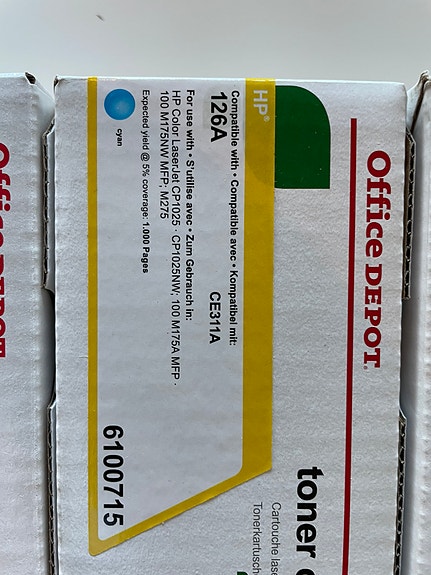 Office DEPOT
HP®
Compatible with • Compatible avec • Kompatibel mit:
126A CE311A
For use with • S'utilise avec • Zum Gebrauch in:
HP Color LaserJet CP1025 · CP1025NW; 100 M175A MFP ·
100 M175NW MFP; M275
Expected yield @ 5% coverage: 1.000 Pages
cyan
6100715
toner
Cartouche
Office DEPOT